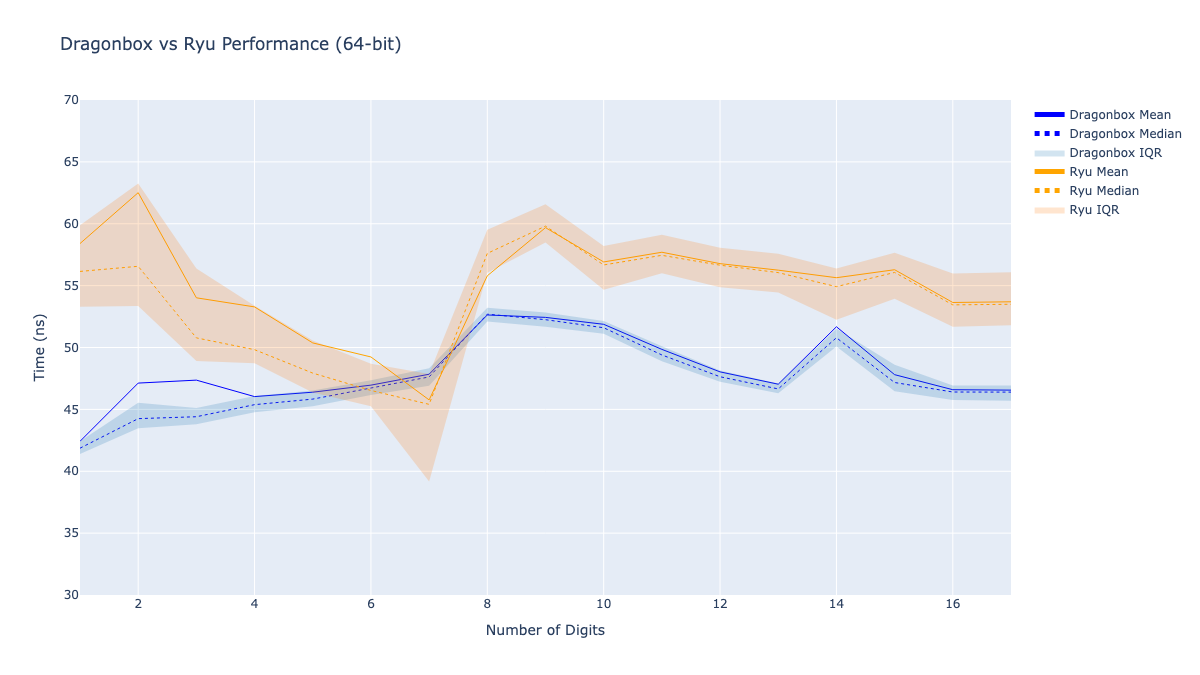 Dragonbox vs Ryu Performance (64-bit)
70
65
60
55
50
45
40
35
30
Time (ns)
2 4 6 8 10 12 14 16
Number of Digits
Dragonbox Mean
Dragonbox Median
Dragonbox IQR
Ryu Mean
Ryu Median
Ryu IQR